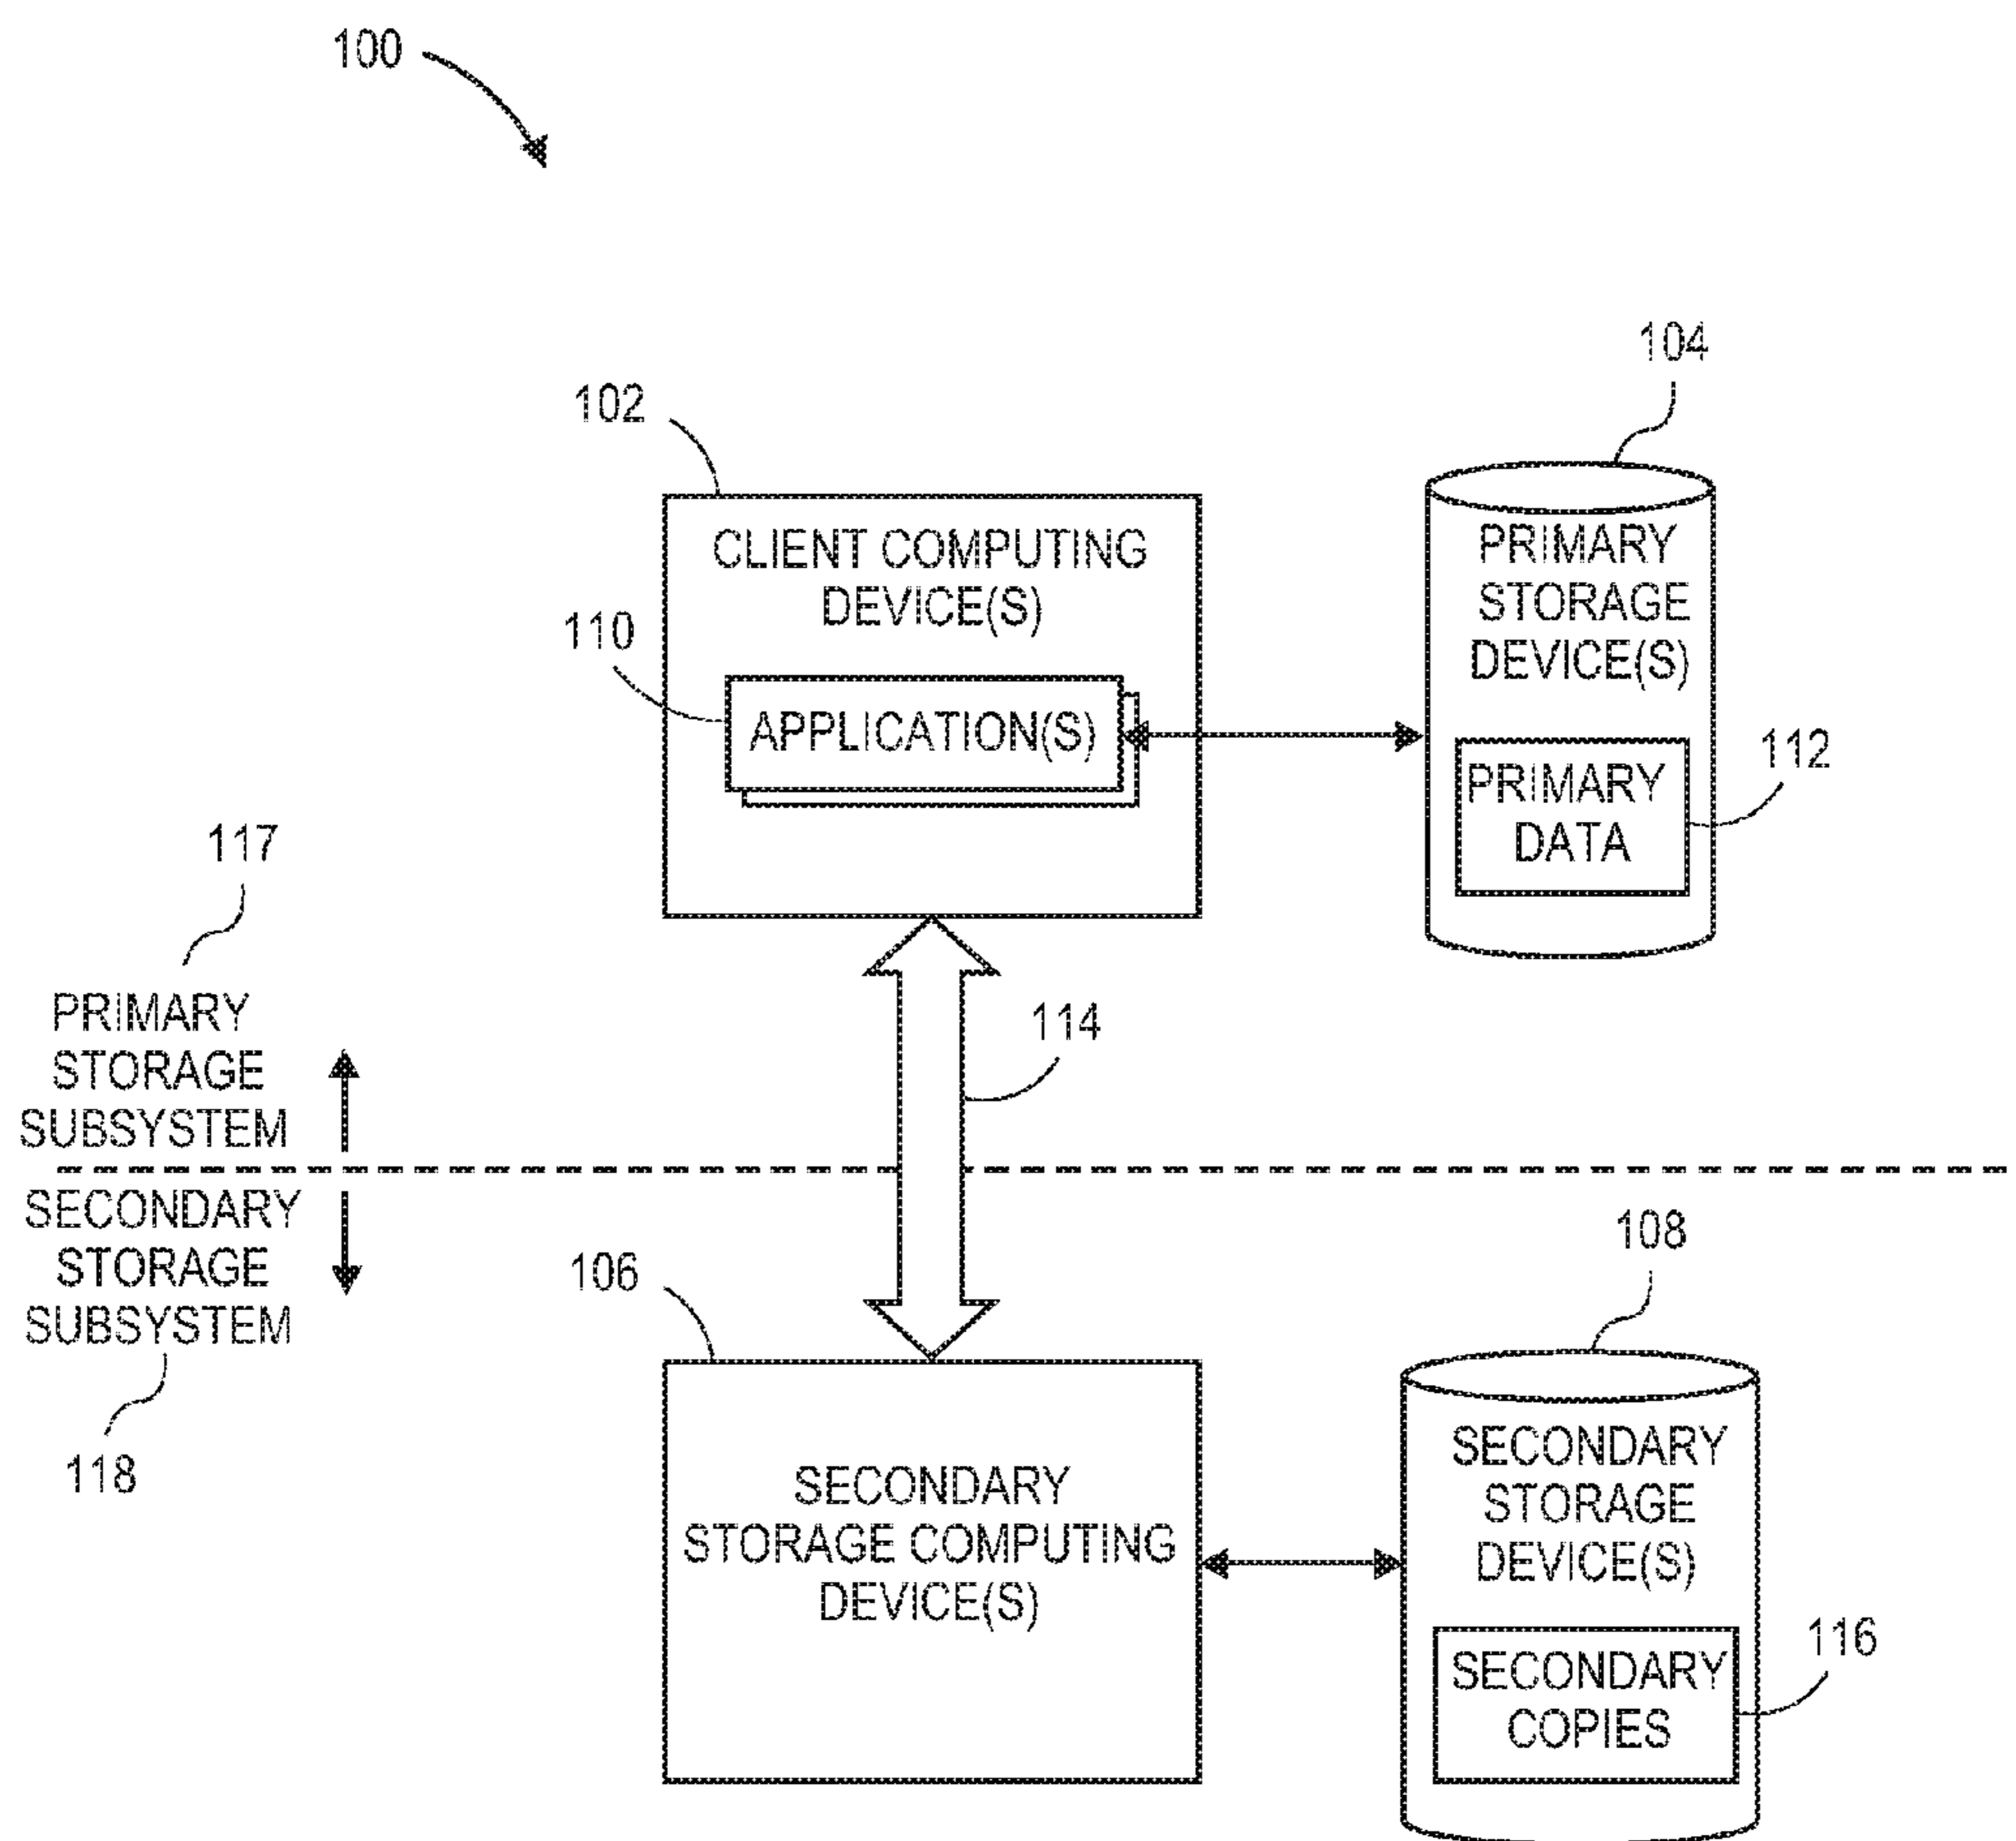 100
104
102
CLIENT COMPUTING
DEVICE(S)
PRIMARY
STORAGE
DEVICE(S)
110
APPLICATION(S)
112
PRIMARY
DATA
117
PRIMARY
STORAGE
SUBSYSTEM
114
SECONDARY
STORAGE
SUBSYSTEM
118
106
108
SECONDARY
STORAGE COMPUTING
DEVICE(S)
SECONDARY
STORAGE
DEVICE(S)
116
SECONDARY
COPIES